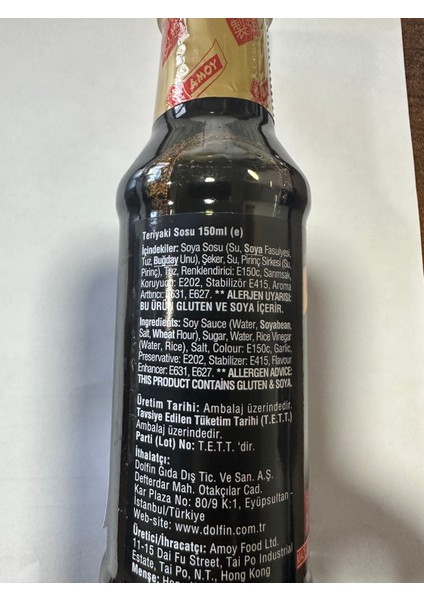 AMOY
Teriyaki Sosu 150ml (e)
İçindekiler: Soya Sosu (Su, Soya Fasulyesi,
Tuz, Buğday Unu), Şeker, Su, Pirinç Sirkesi (Su,
Pirinç), Tuz, Renklendirici: E150c, Sarımsak,
Koruyucu: E202, Stabilizör E415, Aroma
Arttırıcı: E631, E627. ** ALERJEN UYARISI:
BU ÜRÜN GLUTEN VE SOYA İÇERİR.
Ingredients: Soy Sauce (Water, Soyabean,
Salt, Wheat Flour), Sugar, Water, Rice Vinegar
(Water, Rice), Salt, Colour: E150c, Garlic,
Preservative: E202, Stabilizer: E415, Flavour
Enhancer: E631, E627. ** ALLERGEN ADVICE:
THIS PRODUCT CONTAINS GLUTEN & SOYA.
Üretim Tarihi: Ambalaj üzerindedir.
Tavsiye Edilen Tüketim Tarihi (T.E.T.T.)
Ambalaj üzerindedir.
Parti (Lot) No: T.E.T.T. 'dir.
İthalatçı:
Dolfin Gıda Dış Tic. Ve San. A.Ş.
Defterdar Mah. Otakçılar Cad.
Kar Plaza No: 80/9 K:1, Eyüpsultan -
İstanbul/Türkiye
Web-site: www.dolfin.com.tr
Üretici/İhracatçı: Amoy Food Ltd.
11-15 Dai Fu Street, Tai Po Industrial
Estate, Tai Po, N.T., Hong Kong
Menşe: